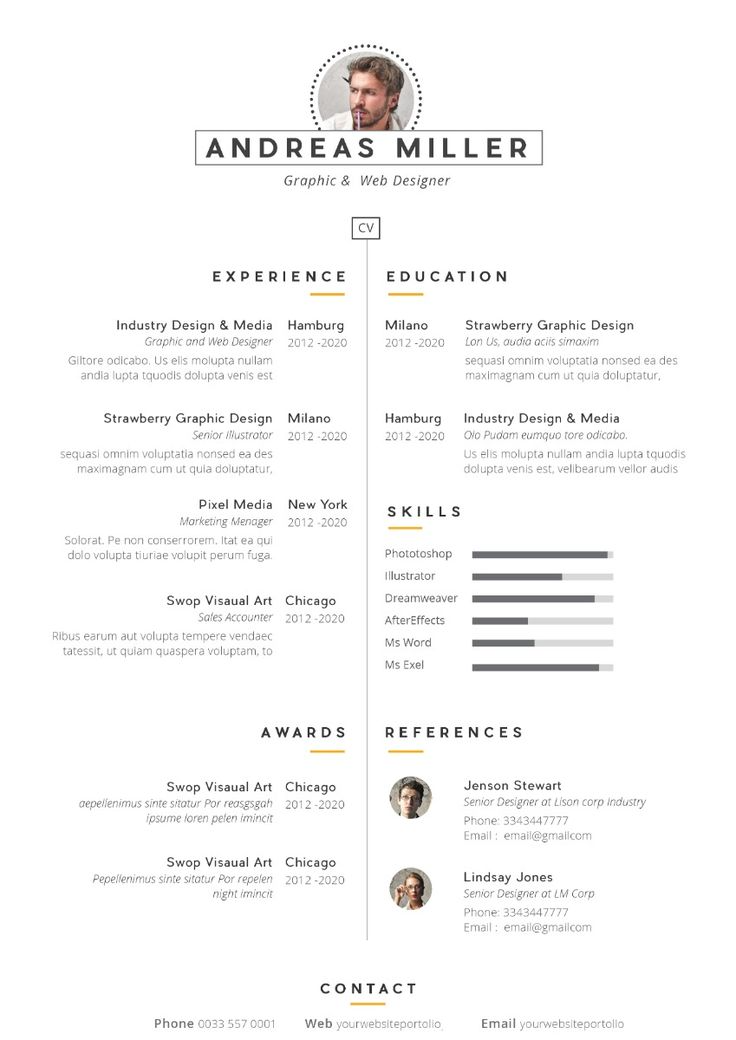 ANDREAS MILLER
Graphic & Web Designer
CV
EXPERIENCE
Industry Design & Media Hamburg
Graphic and Web Designer 2012 -2020
Giltore odicabo. Us elis molupta nullam
andia lupta tquodis dolupta venis est
Strawberry Graphic Design Milano
Senior Illustrator 2012 -2020
sequasi omnim voluptatia nonsed ea des
maximagnam cum ut quia doluptatur,
Pixel Media New York
Marketing Menager 2012 -2020
Solorat. Pe non conserrorem. Itat ea qui
dolo volupta tiuriae volupit perum fuga.
Swop Visaual Art Chicago
Sales Accounter 2012 -2020
Ribus earum aut volupta tempere vendaec
tatessit, ut quiam quaspera voluptam, to
AWARDS
Swop Visaual Art Chicago
aepellenimus sinte sitatur Por reasgsgah 2012 -2020
ipsume loren pelen imincit
Swop Visaual Art Chicago
Pepellenimus sinte sitatur Por repelen 2012 -2020
night imincit
EDUCATION
Milano Strawberry Graphic Design
2012 -2020 Lon Us, audia aciis simaxim
sequasi omnim voluptatia nonsed ea des
maximagnam cum ut quia doluptatur,
Hamburg Industry Design & Media
2012 -2020 Olo Pudam eumquo tore odicabo.
Us elis molupta nullam andia lupta tquodis
dolupta venis est, velibearum vellor audis
SKILLS
Phototoshop
Illustrator
Dreamweaver
AfterEffects
Ms Word
Ms Exel
REFERENCES
Jenson Stewart
Senior Designer at Lison corp Industry
Phone: 3343447777
Email : email@gmailcom
Lindsay Jones
Senior Designer at LM Corp
Phone: 3343447777
Email : email@gmailcom
CONTACT
Phone 0033 557 0001 Web yourwebsiteportolio Email yourwebsiteportolio